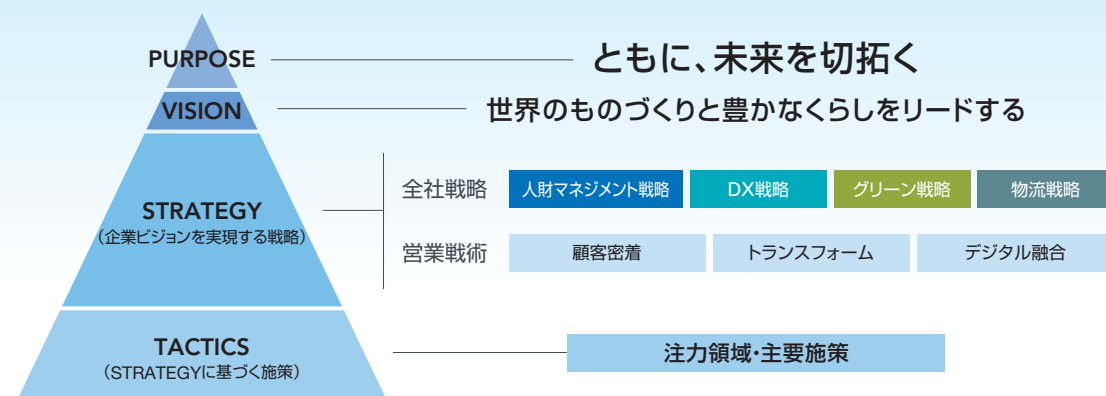 PURPOSE
ともに、未来を切拓く
VISION
世界のものづくりと豊かなくらしをリードする
STRATEGY
（企業ビジョンを実現する戦略）
全社戦略 人財マネジメント戦略 DX戦略 グリーン戦略 物流戦略
営業戦術 顧客密着 トランスフォーム デジタル融合
TACTICS
（STRATEGYに基づく施策）
注力領域・主要施策